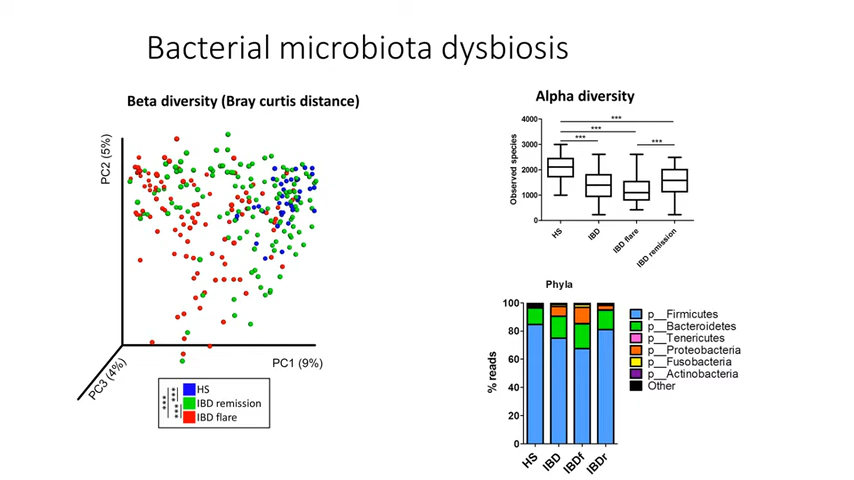 Bacterial microbiota dysbiosis
Beta diversity (Bray curtis distance)
PC2 (5%)
PC1 (9%)
PC3 (4%)
***
***
***
HS
IBD remission
IBD flare
Alpha diversity
Observed species
4000
3000
2000
1000
0
***
***
***
***
HS
IBD
IBD flare
IBD remission
Phyla
% reads
100
80
60
40
20
0
HS
IBD
IBDf
IBDr
p__Firmicutes
p__Bacteroidetes
p__Tenericutes
p__Proteobacteria
p__Fusobacteria
p__Actinobacteria
Other